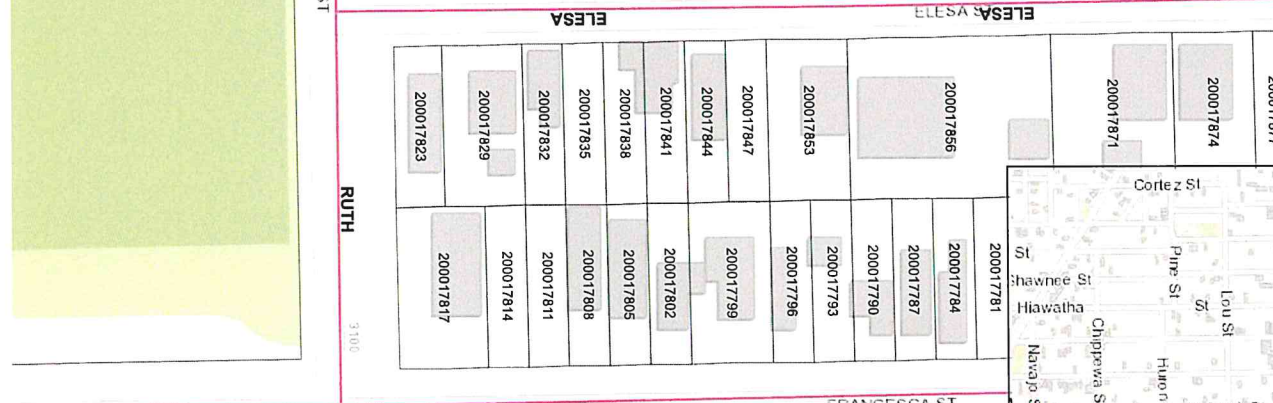 ST
ELESA
ELESA ST
ELESA
200017823
200017829
200017832
200017835
200017838
200017841
200017844
200017847
200017853
200017856
200017871
200017874
RUTH
3100
200017817
200017814
200017811
200017808
200017805
200017802
200017799
200017796
200017793
200017790
200017787
200017784
200017781
Cortez St
St
Shawnee St
Hiawatha
Pine St
St
Lou St
Chippewa S
Navajo S
Huron
FRANCESCA ST